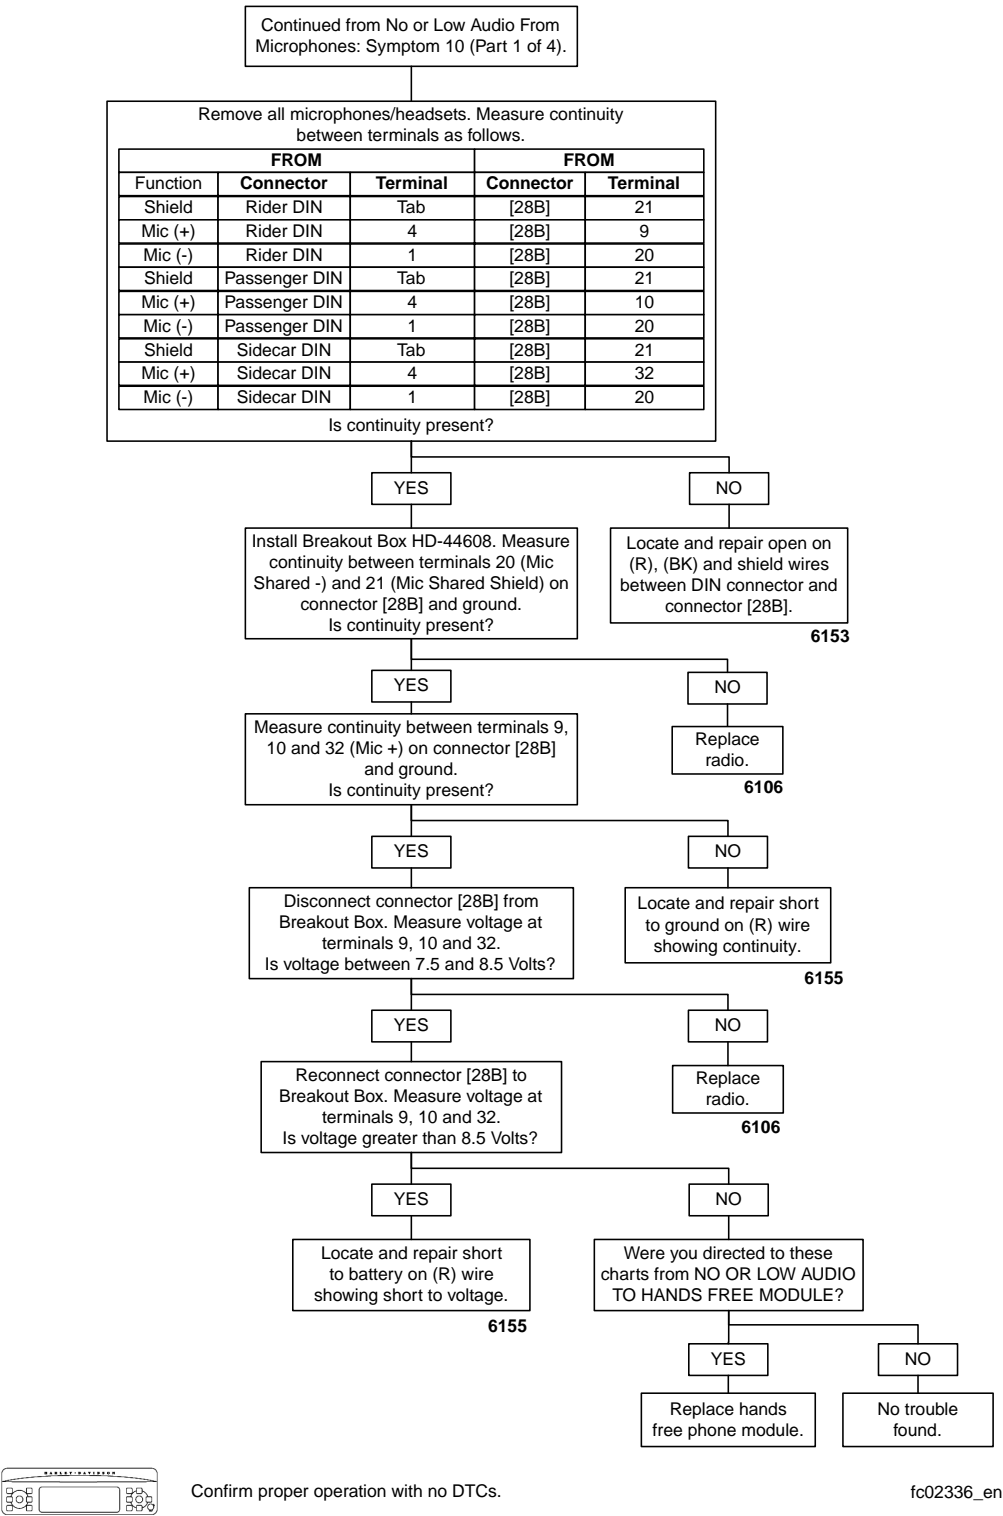 Continued from No or Low Audio From
Microphones: Symptom 10 (Part 1 of 4).
Remove all microphones/headsets. Measure continuity
between terminals as follows.
FROM FROM
Function Connector Terminal Connector Terminal
Shield Rider DIN Tab [28B] 21
Mic (+) Rider DIN 4 [28B] 9
Mic (-) Rider DIN 1 [28B] 20
Shield Passenger DIN Tab [28B] 21
Mic (+) Passenger DIN 4 [28B] 10
Mic (-) Passenger DIN 1 [28B] 20
Shield Sidecar DIN Tab [28B] 21
Mic (+) Sidecar DIN 4 [28B] 32
Mic (-) Sidecar DIN 1 [28B] 20
Is continuity present?
YES
NO
Install Breakout Box HD-44608. Measure
continuity between terminals 20 (Mic
Shared -) and 21 (Mic Shared Shield) on
connector [28B] and ground.
Is continuity present?
Locate and repair open on
(R), (BK) and shield wires
between DIN connector and
connector [28B].
6153
YES
NO
Measure continuity between terminals 9,
10 and 32 (Mic +) on connector [28B]
and ground.
Is continuity present?
Replace
radio.
6106
YES
NO
Disconnect connector [28B] from
Breakout Box. Measure voltage at
terminals 9, 10 and 32.
Is voltage between 7.5 and 8.5 Volts?
Locate and repair short
to ground on (R) wire
showing continuity.
6155
YES
NO
Reconnect connector [28B] to
Breakout Box. Measure voltage at
terminals 9, 10 and 32.
Is voltage greater than 8.5 Volts?
Replace
radio.
6106
YES
NO
Locate and repair short
to battery on (R) wire
showing short to voltage.
6155
Were you directed to these
charts from NO OR LOW AUDIO
TO HANDS FREE MODULE?
YES
NO
Replace hands
free phone module.
No trouble
found.
HARLEY-DAVIDSON
Confirm proper operation with no DTCs.
fc02336_en